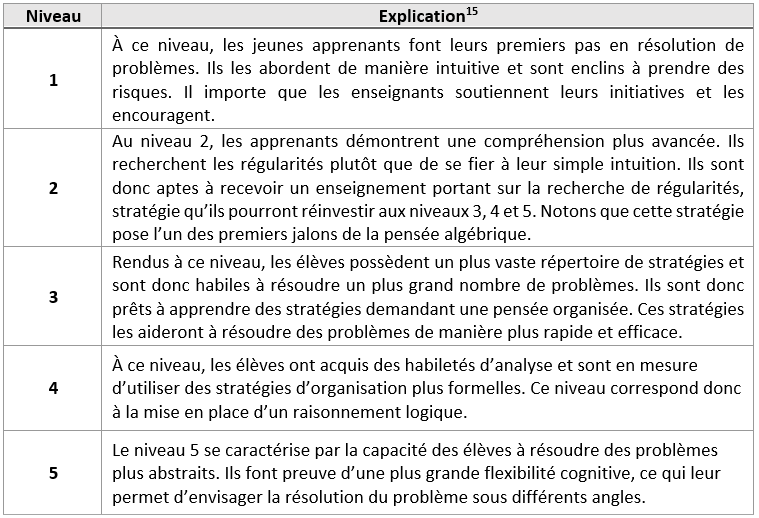 Niveau Explication15
1 À ce niveau, les jeunes apprenants font leurs premiers pas en résolution de
problèmes. Ils les abordent de manière intuitive et sont enclins à prendre des
risques. Il importe que les enseignants soutiennent leurs initiatives et les
encouragent.
2 Au niveau 2, les apprenants démontrent une compréhension plus avancée. Ils
recherchent les régularités plutôt que de se fier à leur simple intuition. Ils sont
donc aptes à recevoir un enseignement portant sur la recherche de régularités,
stratégie qu’ils pourront réinvestir aux niveaux 3, 4 et 5. Notons que cette stratégie
pose l’un des premiers jalons de la pensée algébrique.
3 Rendus à ce niveau, les élèves possèdent un plus vaste répertoire de stratégies et
sont donc habiles à résoudre un plus grand nombre de problèmes. Ils sont donc
prêts à apprendre des stratégies demandant une pensée organisée. Ces stratégies
les aideront à résoudre des problèmes de manière plus rapide et efficace.
4 À ce niveau, les élèves ont acquis des habiletés d’analyse et sont en mesure
d’utiliser des stratégies d’organisation plus formelles. Ce niveau correspond donc
à la mise en place d’un raisonnement logique.
5 Le niveau 5 se caractérise par la capacité des élèves à résoudre des problèmes
plus abstraits. Ils font preuve d’une plus grande flexibilité cognitive, ce qui leur
permet d’envisager la résolution du problème sous différents angles.